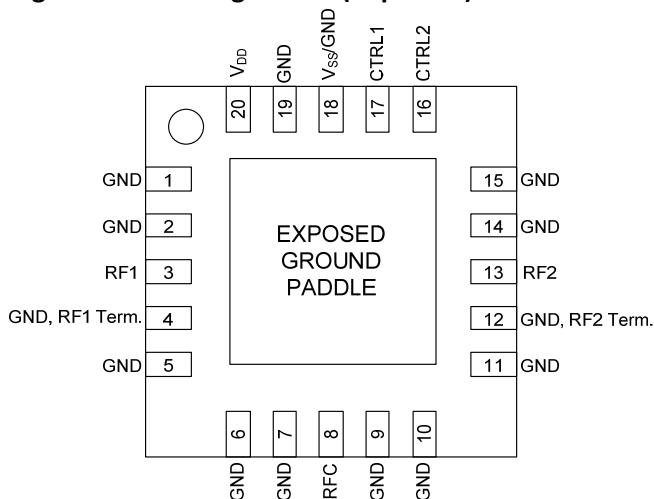 V_DD
GND
V_SS/GND
CTRL1
CTRL2
20
19
18
17
16
GND 1
GND 2
RF1 3
GND, RF1 Term. 4
GND 5
EXPOSED
GROUND
PADDLE
15 GND
14 GND
13 RF2
12 GND, RF2 Term.
11 GND
6
7
8
9
10
GND
GND
RFC
GND
GND